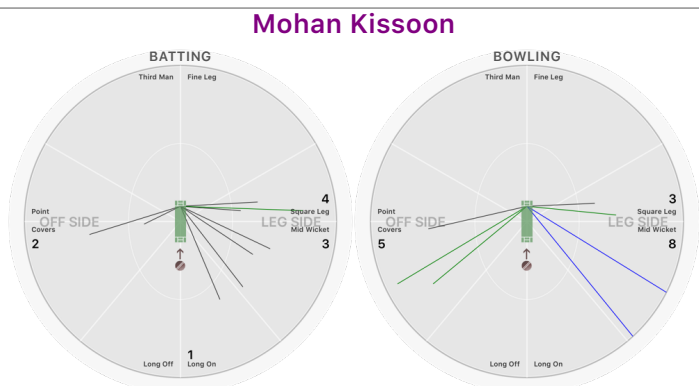 Mohan Kissoon
BATTING
Third Man Fine Leg
4
Point
Square Leg
OFF SIDE
LEG SIDE
Covers
Mid Wicket
2
3
1
Long Off Long On
BOWLING
Third Man Fine Leg
3
Point
Square Leg
OFF SIDE
LEG SIDE
Covers
Mid Wicket
5
8
Long Off Long On